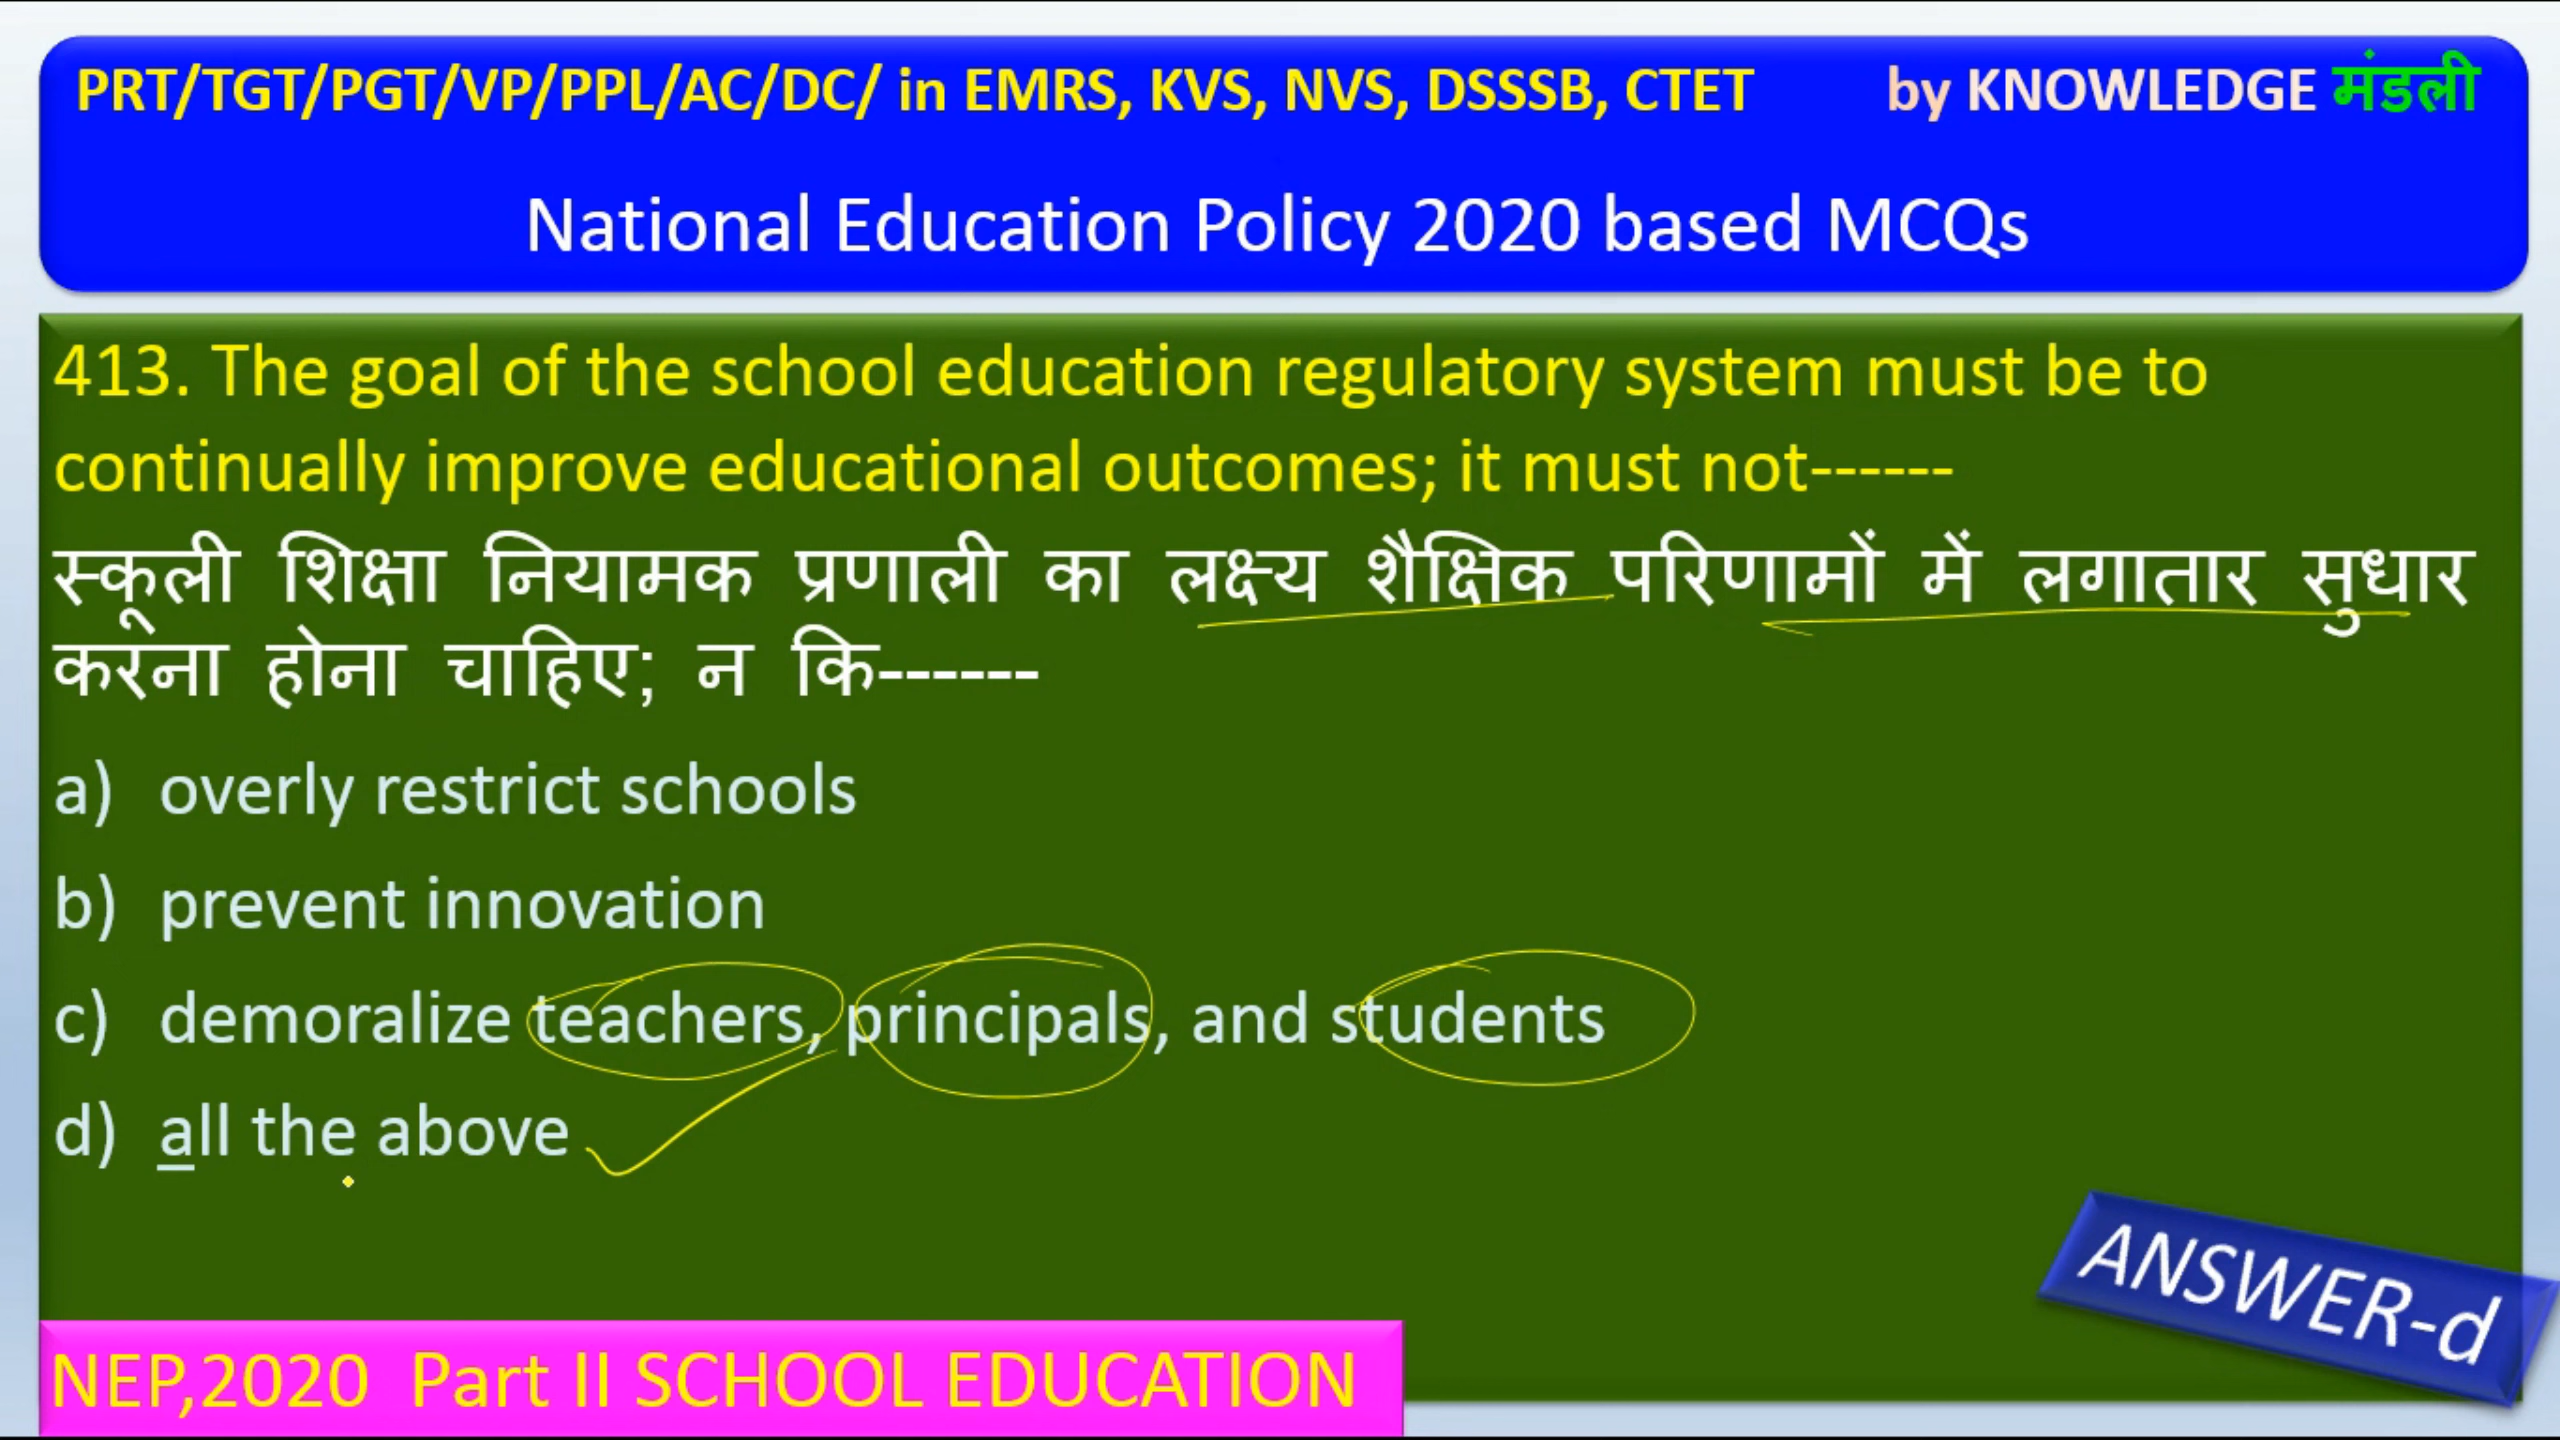 PRT/TGT/PGT/VP/PPL/AC/DC/ in EMRS, KVS, NVS, DSSSB, CTET by KNOWLEDGE मंडली
National Education Policy 2020 based MCQs
413. The goal of the school education regulatory system must be to
continually improve educational outcomes; it must not------
स्कूली शिक्षा नियामक प्रणाली का लक्ष्य शैक्षिक परिणामों में लगातार सुधार
करना होना चाहिए; न कि------
a) overly restrict schools
b) prevent innovation
c) demoralize teachers, principals, and students
d) all the above
ANSWER-d
NEP,2020 Part II SCHOOL EDUCATION